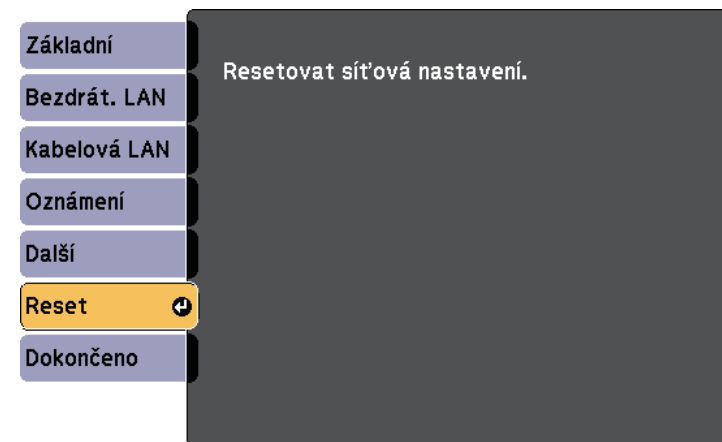 Základní
Bezdrát. LAN
Kabelová LAN
Oznámení
Další
Reset
Dokončeno
Resetovat síťová nastavení.